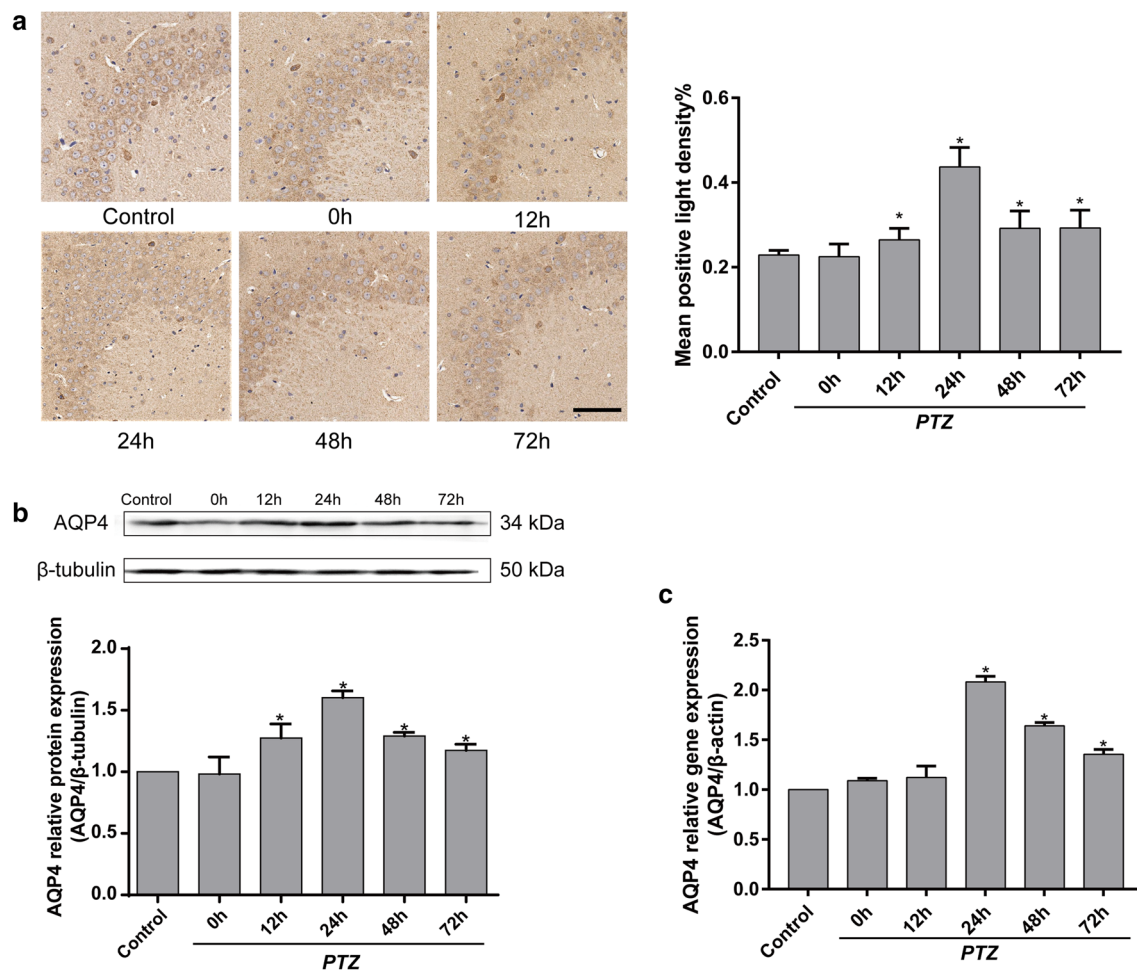 a
Control
0h
12h
24h
48h
72h
Mean positive light density%
0.6
0.4
0.2
0.0
*
*
*
*
Control
0h
12h
24h
48h
72h
PTZ
b
Control 0h 12h 24h 48h 72h
AQP4
34 kDa
β-tubulin
50 kDa
AQP4 relative protein expression
(AQP4/β-tubulin)
2.0
1.5
1.0
0.5
0.0
*
*
*
*
Control
0h
12h
24h
48h
72h
PTZ
c
AQP4 relative gene expression
(AQP4/β-actin)
2.5
2.0
1.5
1.0
0.5
0.0
*
*
*
Control
0h
12h
24h
48h
72h
PTZ